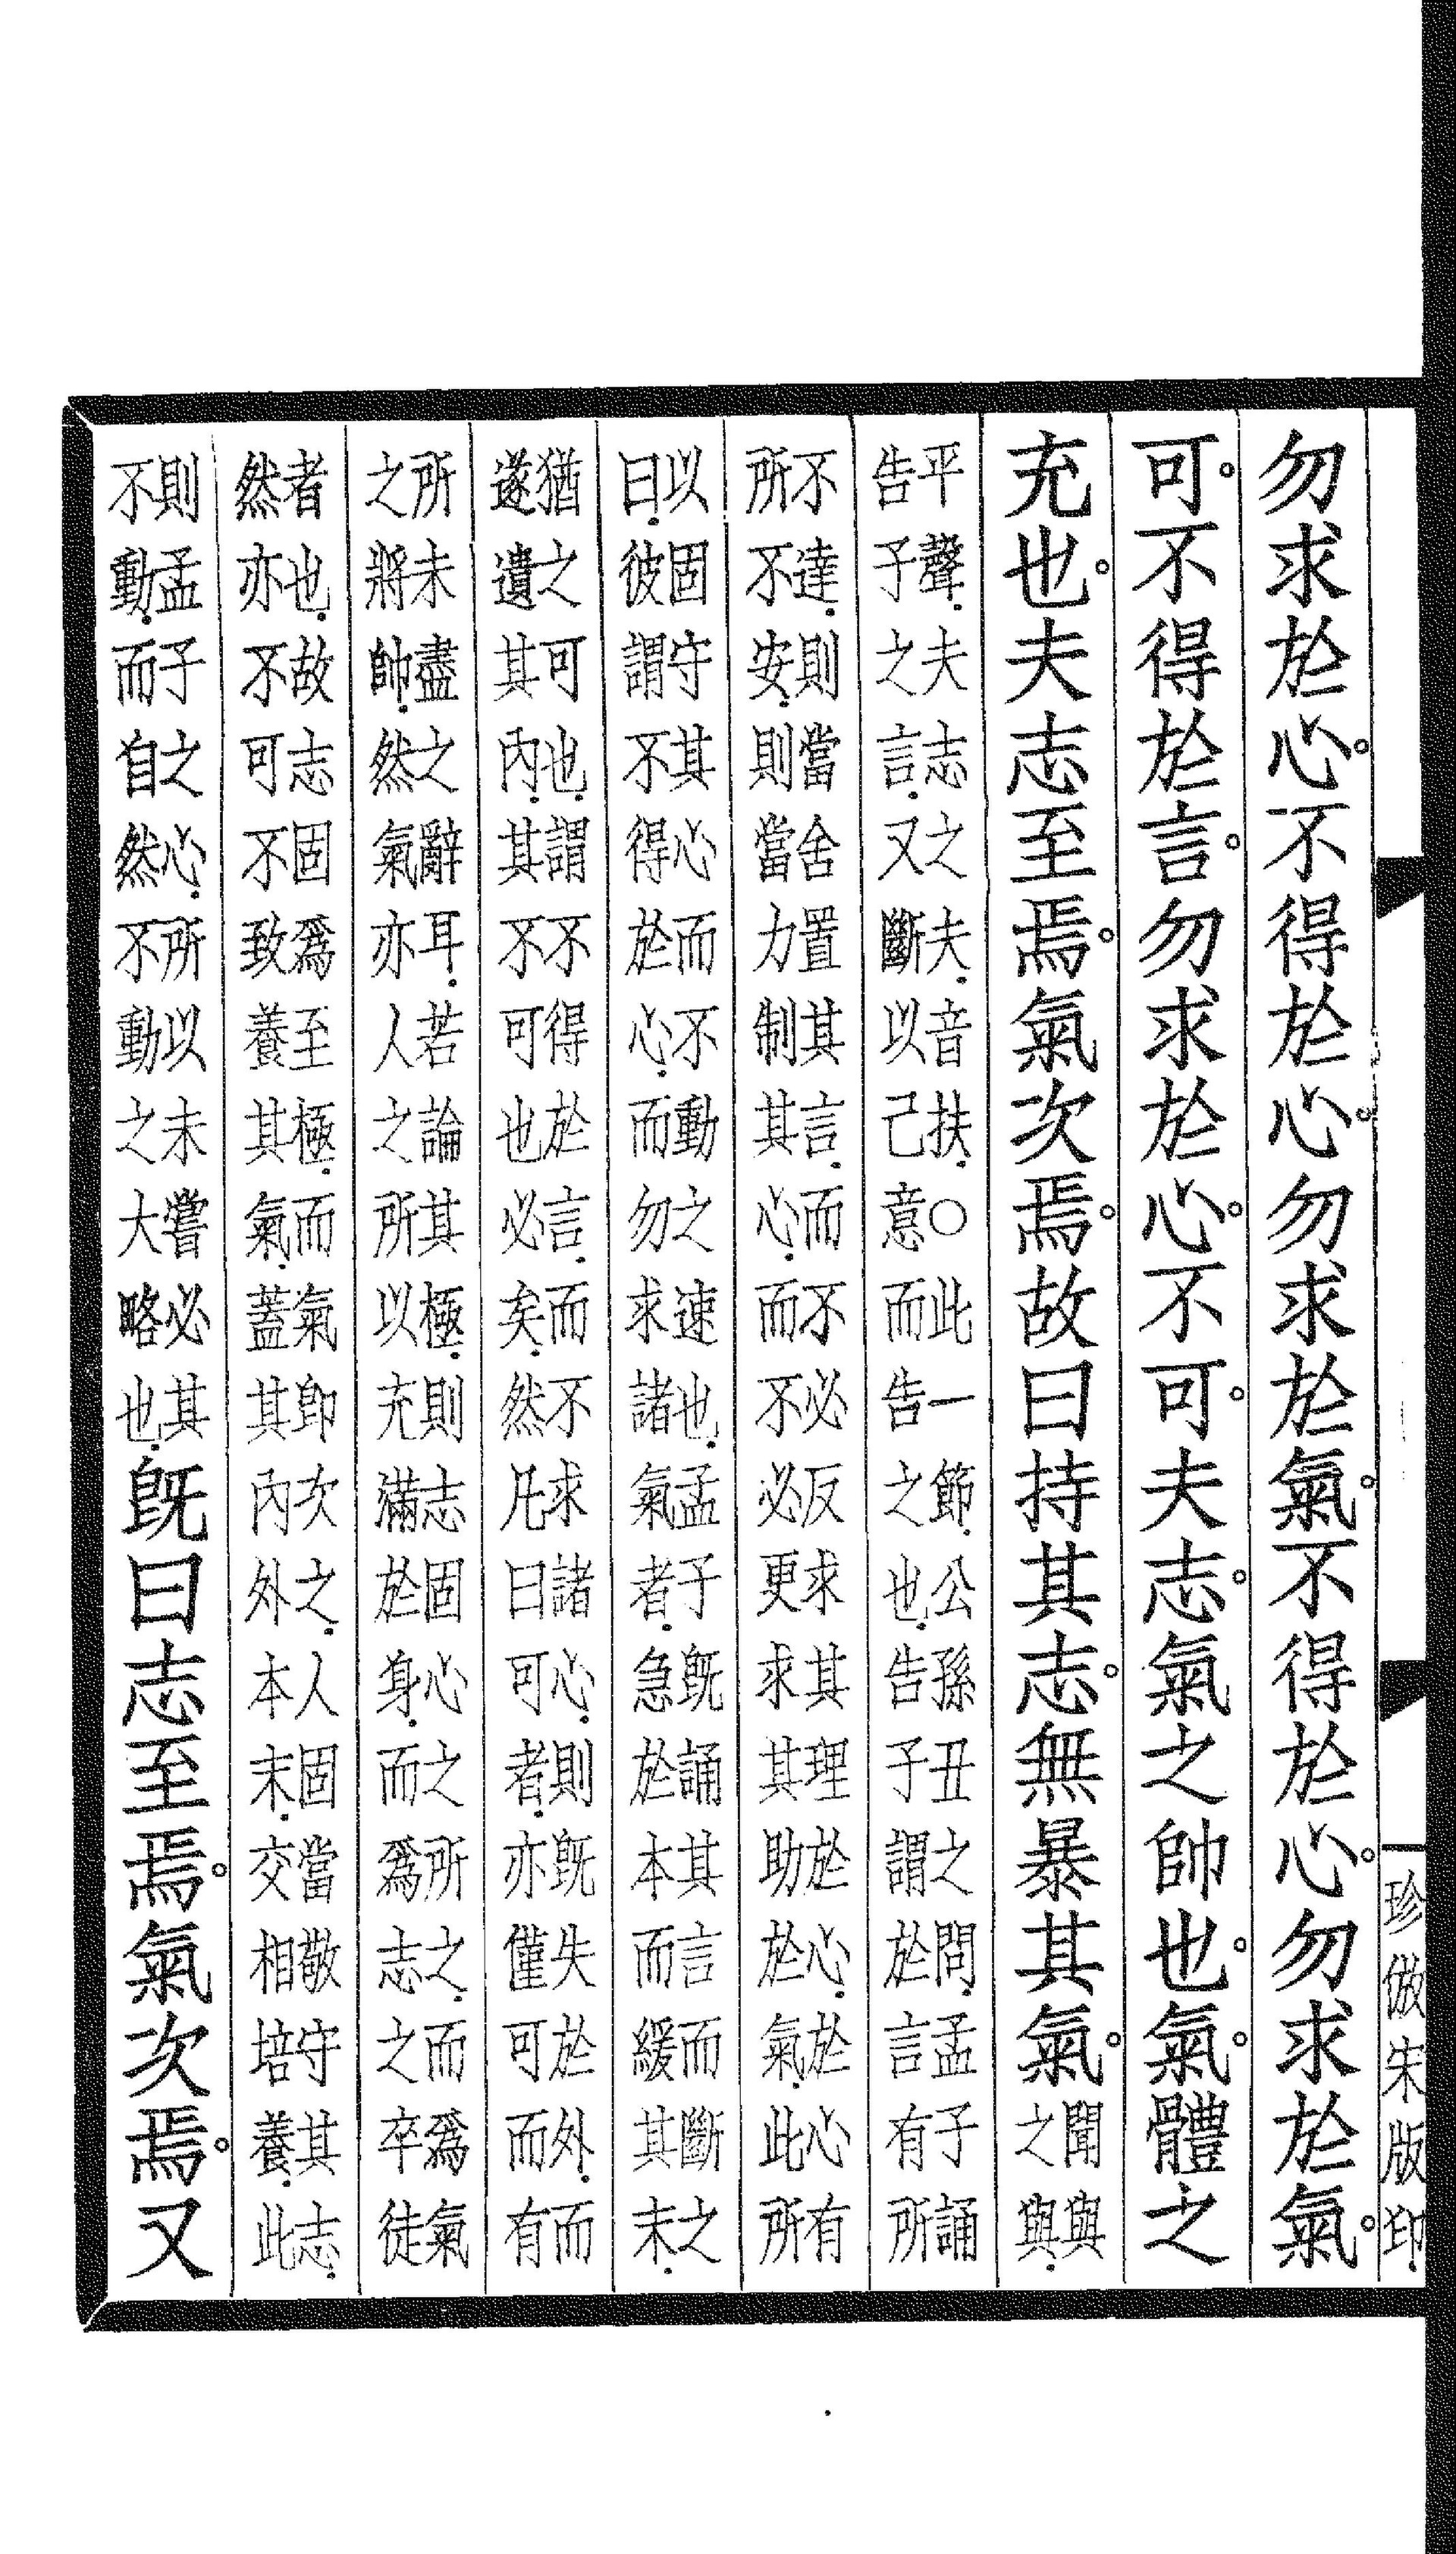 珍倣宋版印
勿求於心。不得於心。勿求於氣。不得於心。勿求於氣。
可。不得於言。勿求於心。不可。夫志。氣之帥也。氣。體之
充也。夫志至焉。氣次焉。故曰持其志。無暴其氣。聞與
之與.
平聲.夫志之夫.音扶.○此一節.公孫丑之問.孟子誦
告子之言.又斷以己意而告之也.告子謂於言有所
不達.則當舍置其言.而不必反求其理於心.於心有
所不安.則當力制其心.而不必更求其助於氣.此所
以固守其心而不動之速也.孟子旣誦其言而斷之
曰.彼謂不得於心.而勿求諸氣者.急於本而緩其末.
猶之可也.謂不得於言.而不求諸心.則旣失於外.而
遂遺其內.其不可也必矣.然凡曰可者.亦僅可而有
所未盡之辭耳.若論其極.則志固心之所之.而爲氣
之將帥.然氣亦人之所以充滿於身.而爲志之卒徒
者也.故志固爲至極.而氣卽次之.人固當敬守其志.
然亦不可不致養其氣.蓋其內外本末.交相培養.此
則孟子之心.所以未嘗必其
不動.而自然不動之大略也.
旣曰志至焉。氣次焉。又